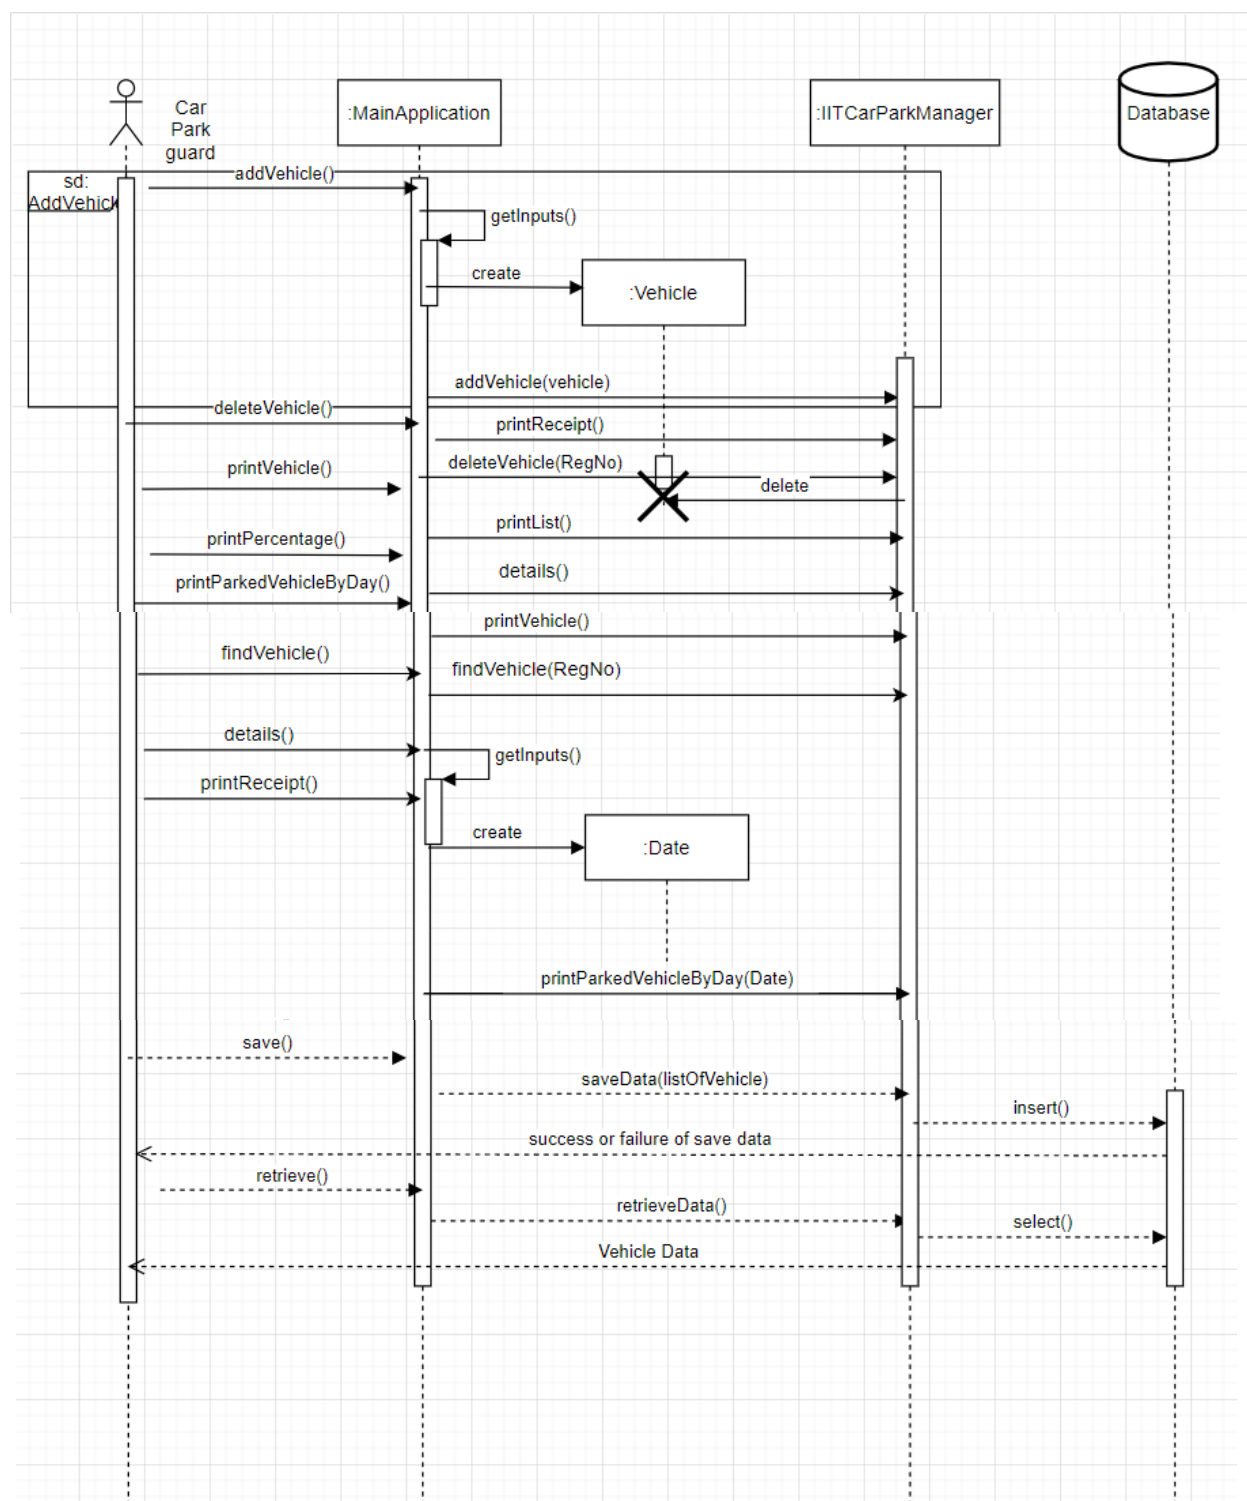 Car
Park
guard
:MainApplication
:IITCarParkManager
Database
sd:
AddVehicl
addVehicle()
getInputs()
create
:Vehicle
addVehicle(vehicle)
deleteVehicle()
printReceipt()
deleteVehicle(RegNo)
printVehicle()
delete
printList()
printPercentage()
details()
printParkedVehicleByDay()
printVehicle()
findVehicle()
findVehicle(RegNo)
details()
getInputs()
printReceipt()
create
:Date
printParkedVehicleByDay(Date)
save()
saveData(listOfVehicle)
insert()
success or failure of save data
retrieve()
retrieveData()
select()
Vehicle Data